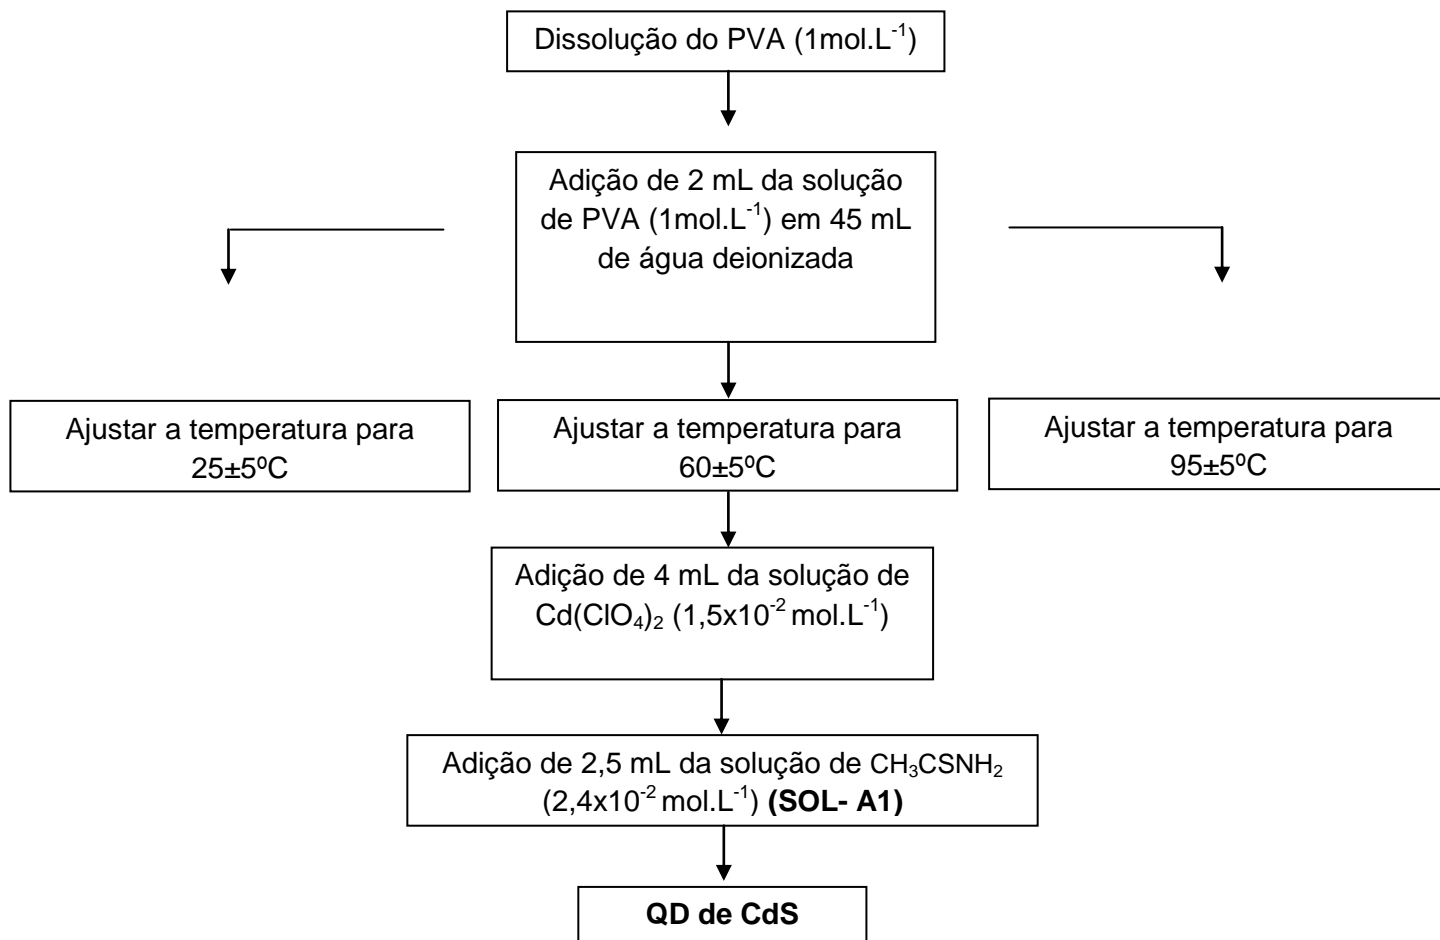 Dissolução do PVA (1mol.L⁻¹)
Adição de 2 mL da solução
de PVA (1mol.L⁻¹) em 45 mL
de água deionizada
Ajustar a temperatura para
25±5ºC
Ajustar a temperatura para
60±5ºC
Ajustar a temperatura para
95±5ºC
Adição de 4 mL da solução de
Cd(ClO₄)₂ (1,5x10⁻² mol.L⁻¹)
Adição de 2,5 mL da solução de CH₃CSNH₂
(2,4x10⁻² mol.L⁻¹) (SOL- A1)
QD de CdS